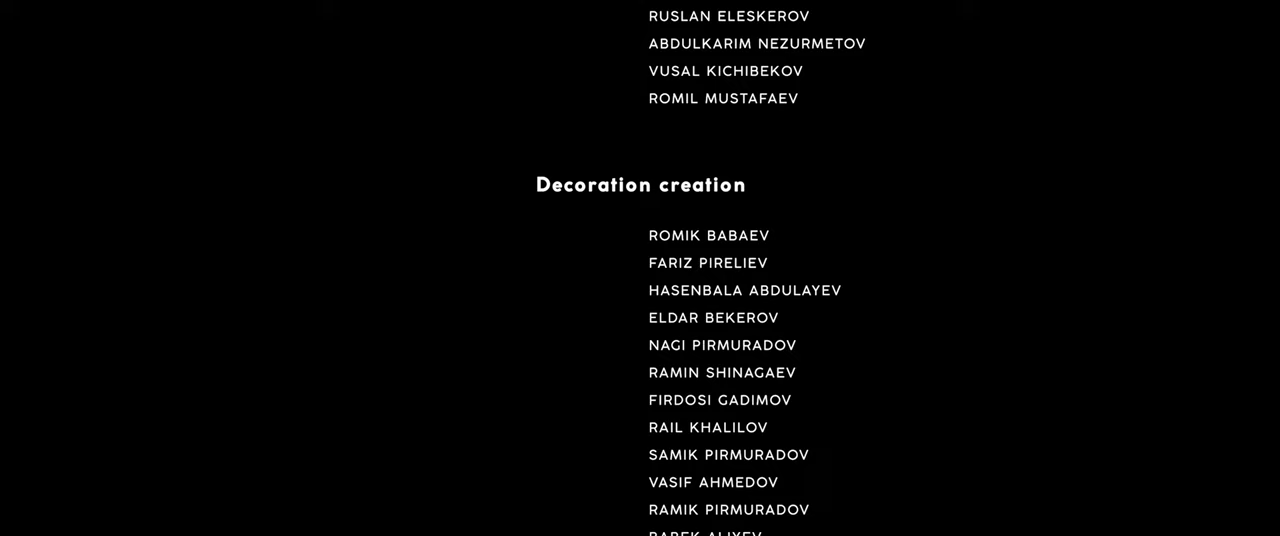 RUSLAN ELESKEROV
ABDULKARIM NEZURMETOV
VUSAL KICHIBEKOV
ROMIL MUSTAFAEV
Decoration creation
ROMIK BABAEV
FARIZ PIRELIEV
HASENBALA ABDULAYEV
ELDAR BEKEROV
NAGI PIRMURADOV
RAMIN SHINAGAEV
FIRDOSI GADIMOV
RAIL KHALILOV
SAMIK PIRMURADOV
VASIF AHMEDOV
RAMIK PIRMURADOV